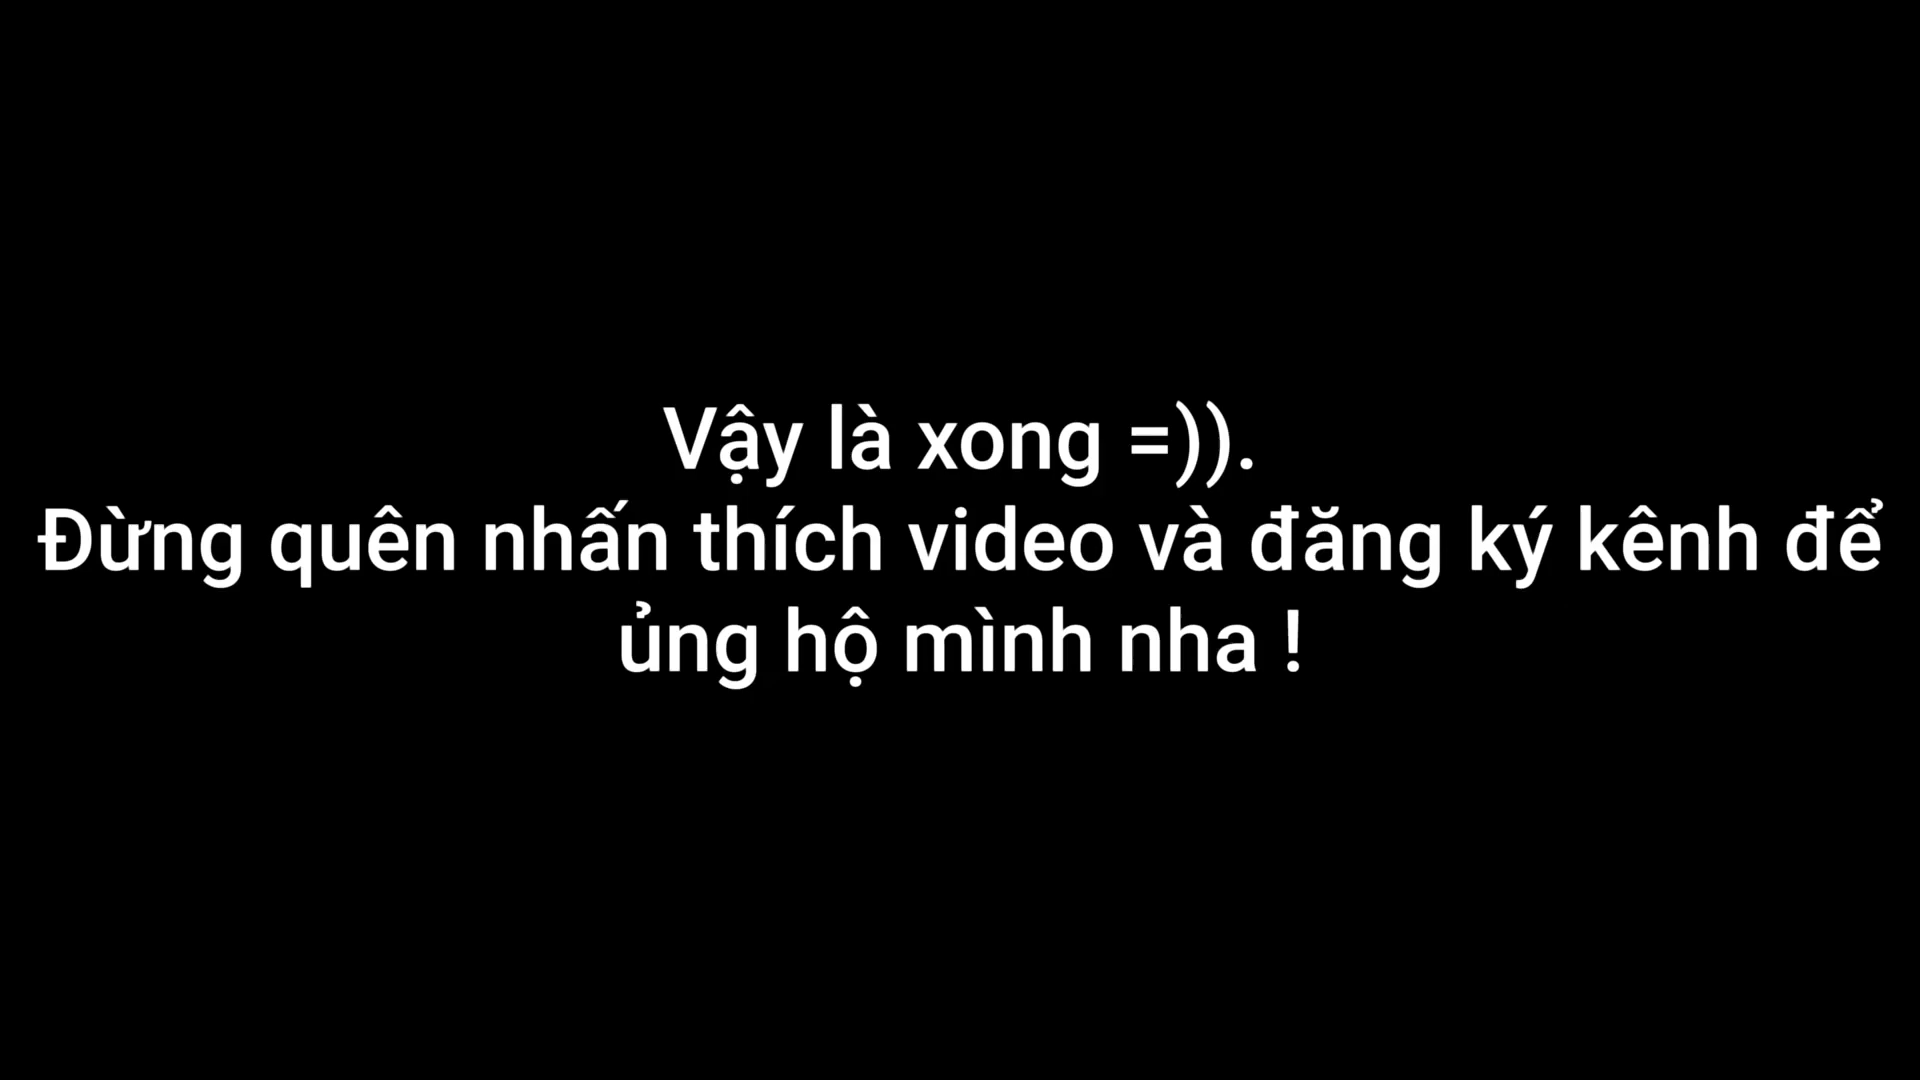 Vậy là xong =)).
Đừng quên nhấn thích video và đăng ký kênh để
ủng hộ mình nha !